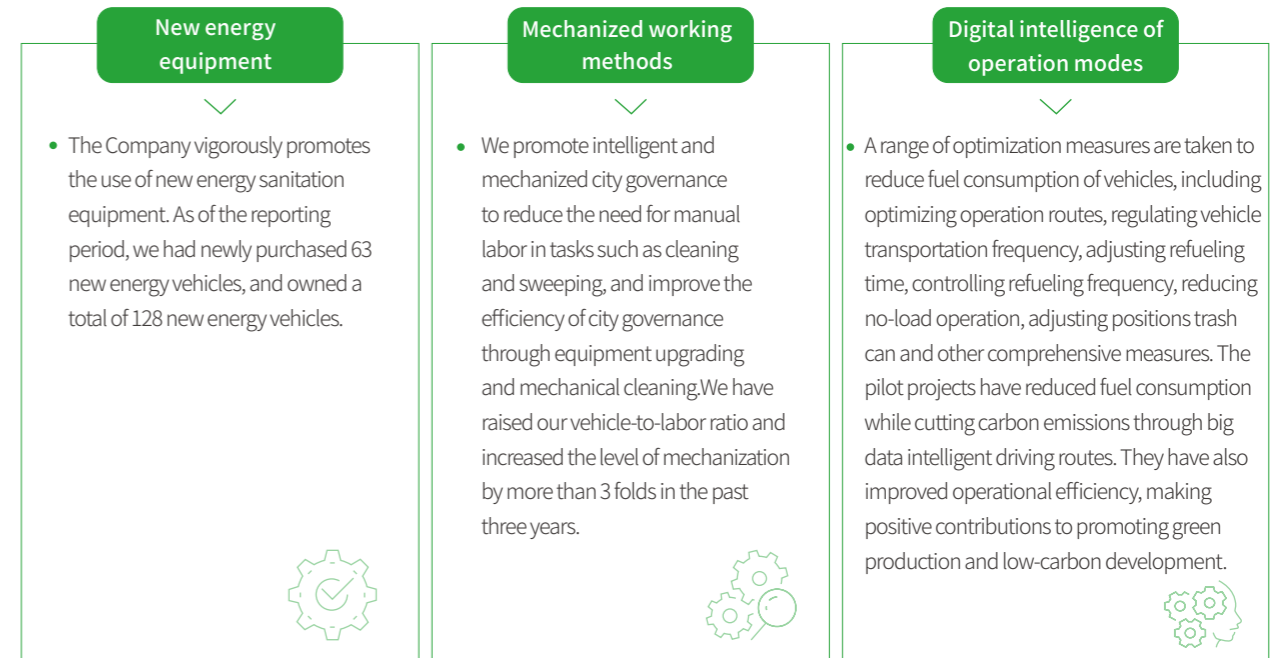 New energy
equipment
The Company vigorously promotes
the use of new energy sanitation
equipment. As of the reporting
period, we had newly purchased 63
new energy vehicles, and owned a
total of 128 new energy vehicles.
Mechanized working
methods
We promote intelligent and
mechanized city governance
to reduce the need for manual
labor in tasks such as cleaning
and sweeping, and improve the
efficiency of city governance
through equipment upgrading
and mechanical cleaning.We have
raised our vehicle-to-labor ratio and
increased the level of mechanization
by more than 3 folds in the past
three years.
Digital intelligence of
operation modes
A range of optimization measures are taken to
reduce fuel consumption of vehicles, including
optimizing operation routes, regulating vehicle
transportation frequency, adjusting refueling
time, controlling refueling frequency, reducing
no-load operation, adjusting positions trash
can and other comprehensive measures. The
pilot projects have reduced fuel consumption
while cutting carbon emissions through big
data intelligent driving routes. They have also
improved operational efficiency, making
positive contributions to promoting green
production and low-carbon development.